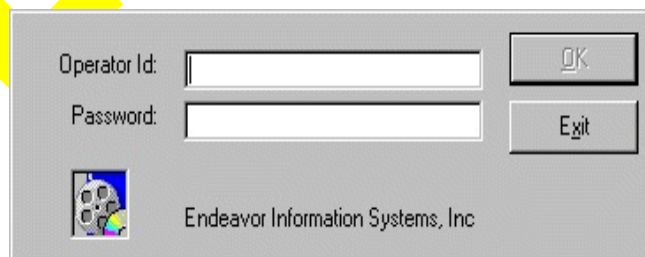 Operator Id:
OK
Password:
Exit
Endeavor Information Systems, Inc